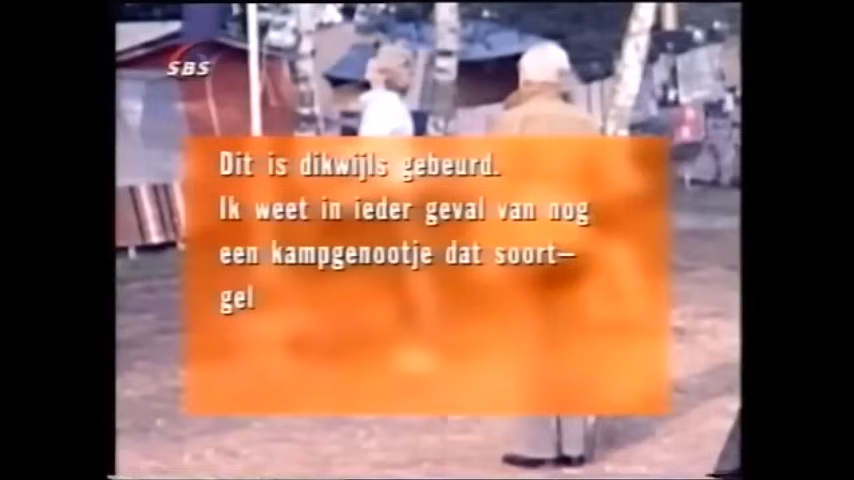 SBS
Dit is dikwijls gebeurd.
Ik weet in ieder geval van nog
een kampgenootje dat soort-
gel